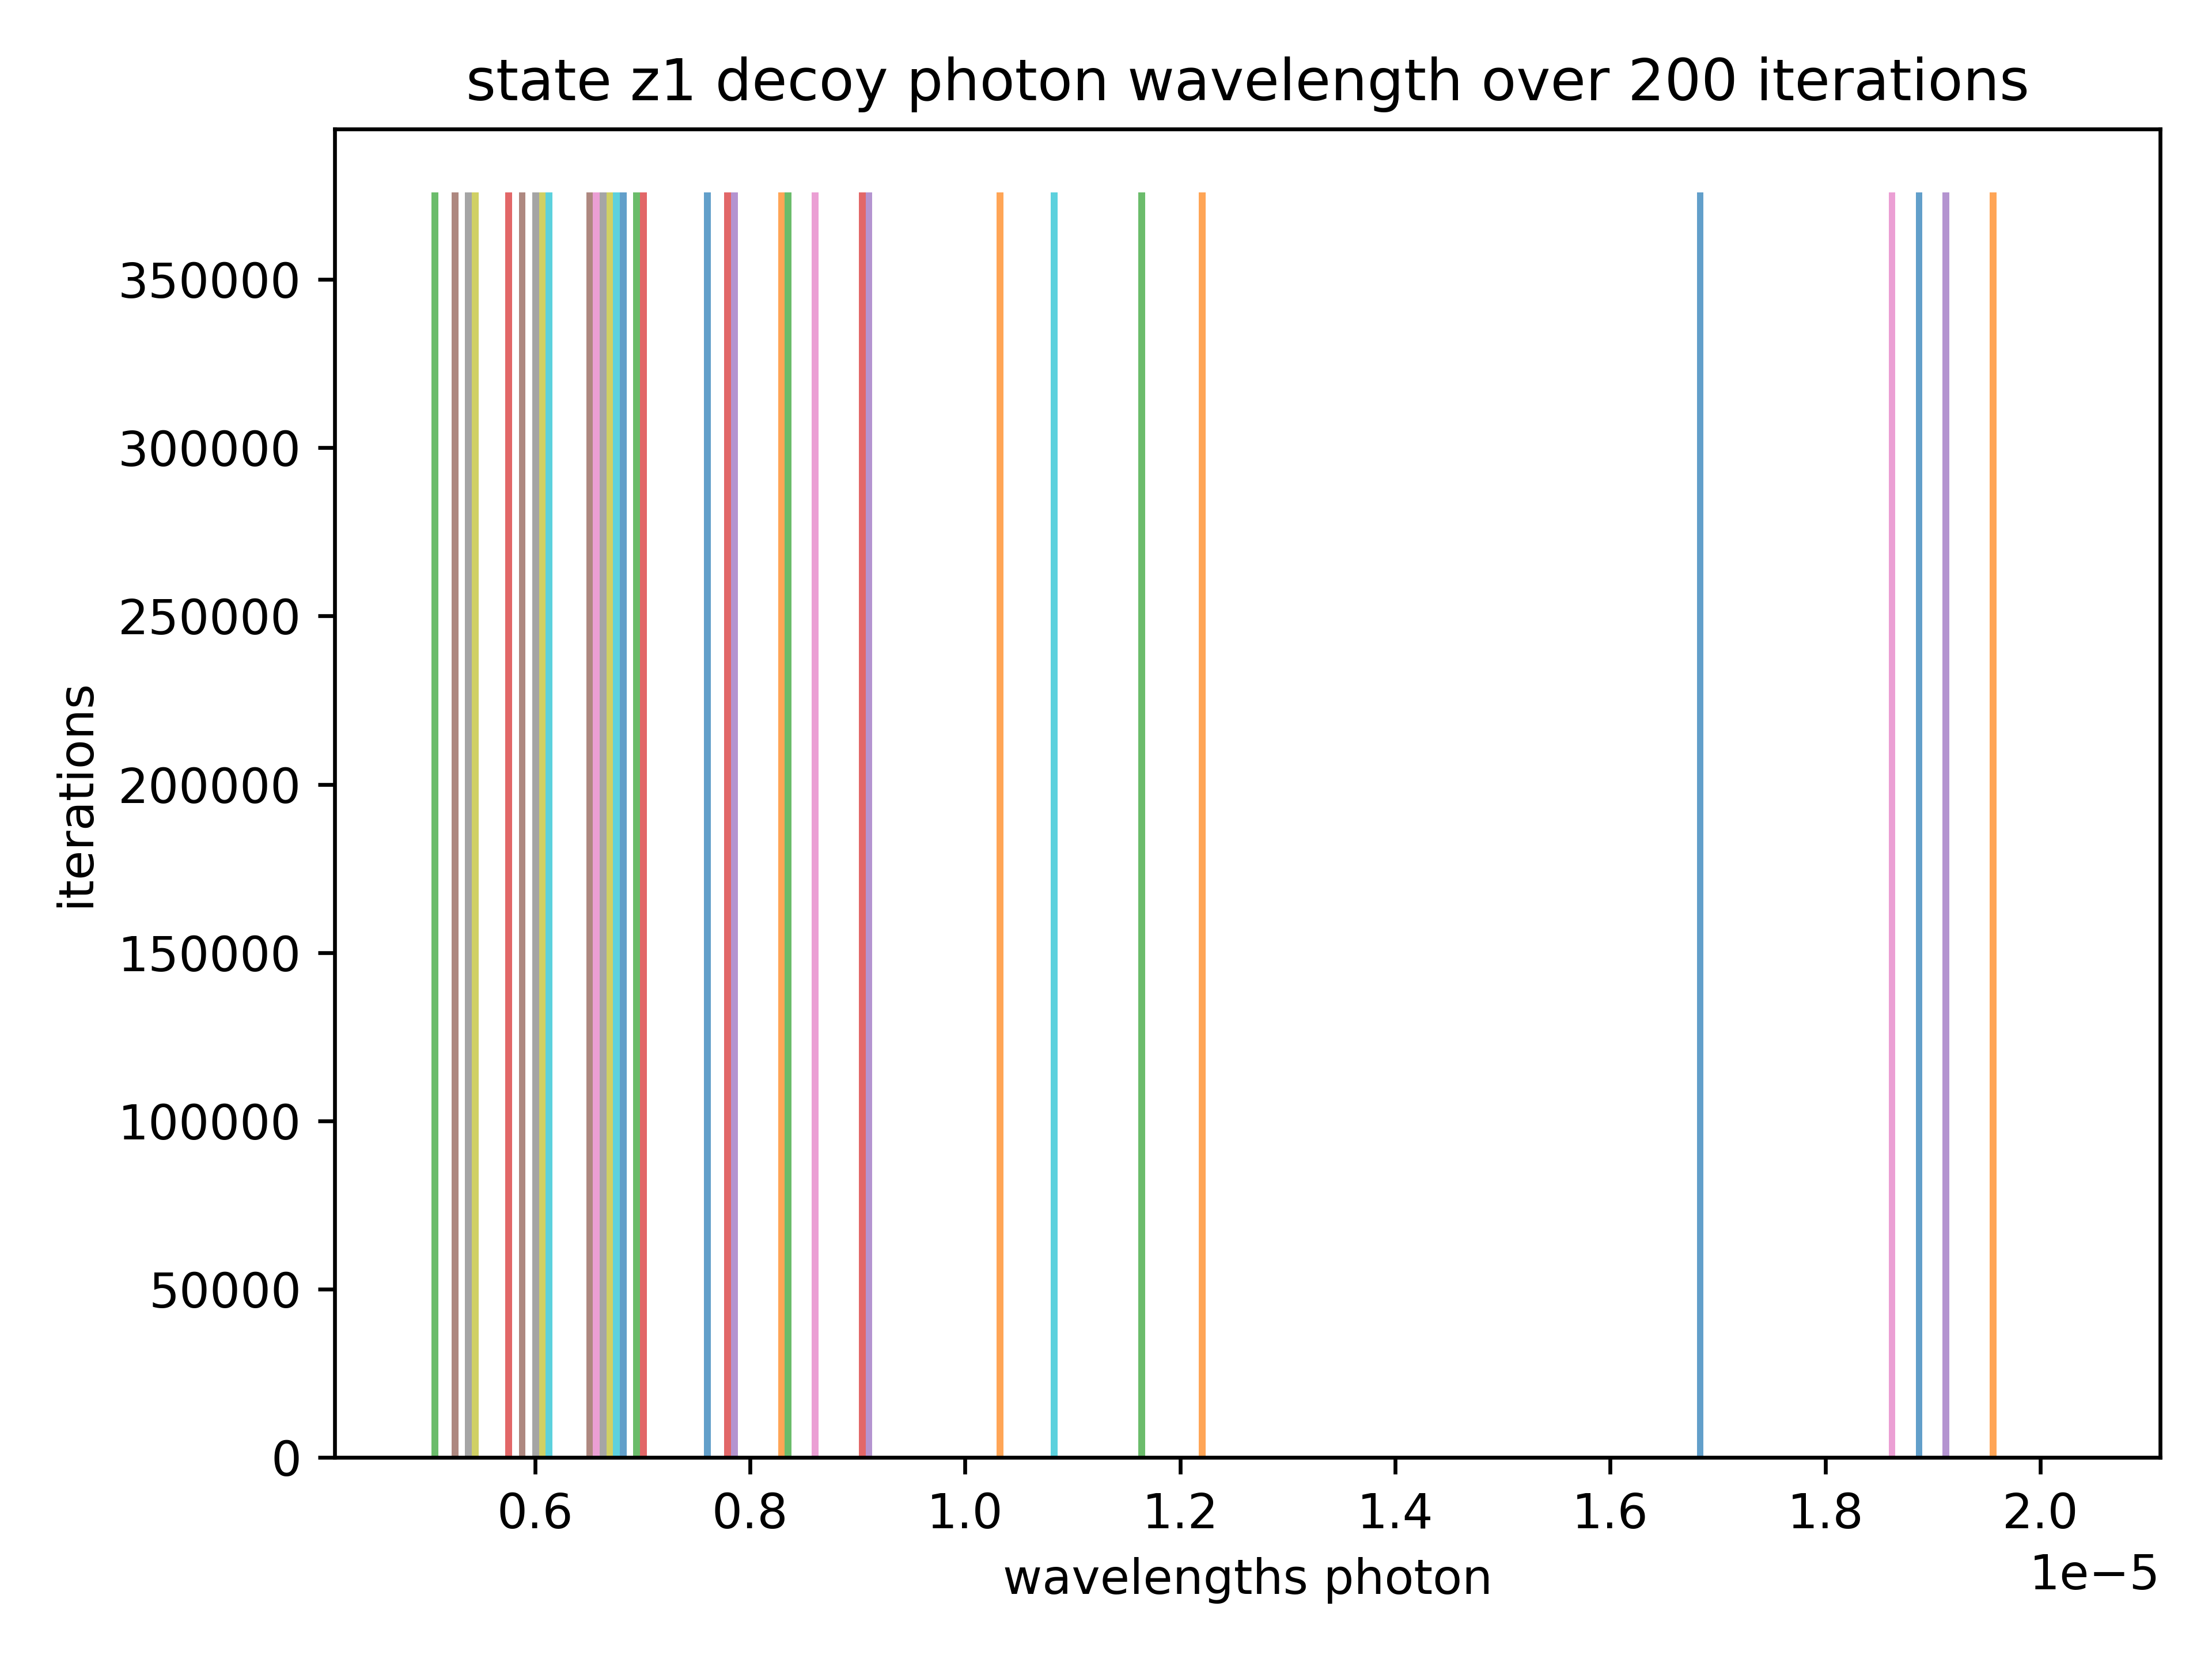 state z1 decoy photon wavelength over 200 iterations
350000
300000
250000
200000
150000
100000
50000
0
iterations
0.6 0.8 1.0 1.2 1.4 1.6 1.8 2.0
1e−5
wavelengths photon